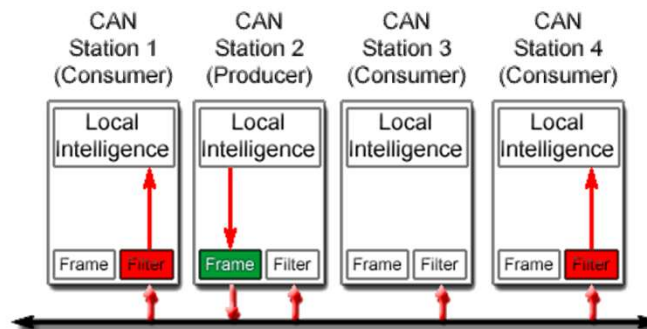 CAN
Station 1
(Consumer)
CAN
Station 2
(Producer)
CAN
Station 3
(Consumer)
CAN
Station 4
(Consumer)
Local
Intelligence
Frame
Filter
Local
Intelligence
Frame
Filter
Local
Intelligence
Frame
Filter
Local
Intelligence
Frame
Filter